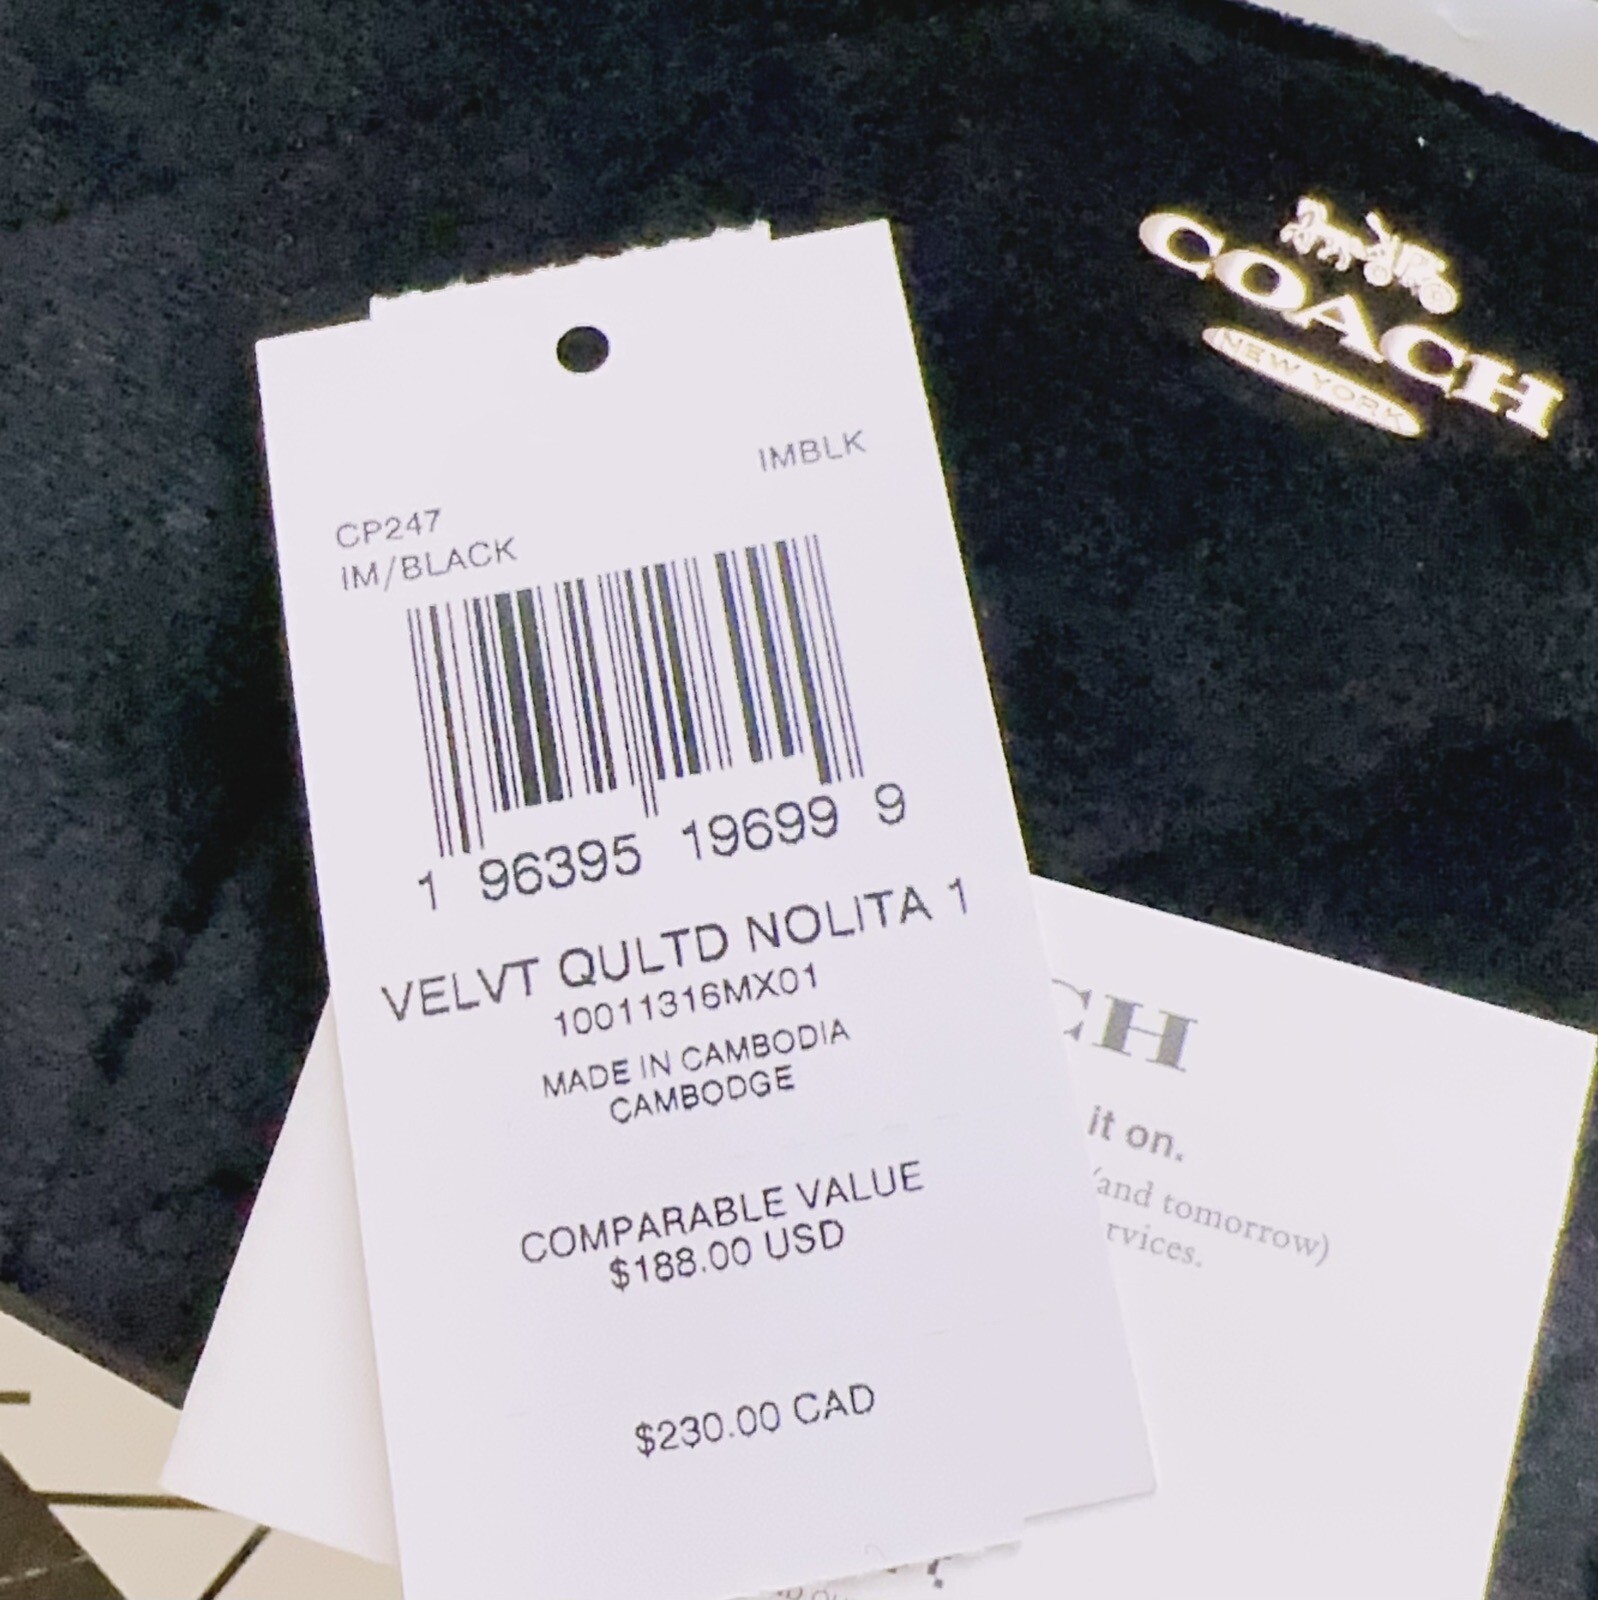 COACH
NEW YORK
IMBLK
CP247
IM/BLACK
1 96395 19699 9
VELVT QULTD NOLITA 1
10011316MX01
MADE IN CAMBODIA
CAMBODGE
COMPARABLE VALUE
$188.00 USD
$230.00 CAD
CH
it on.
(and tomorrow)
rvices.